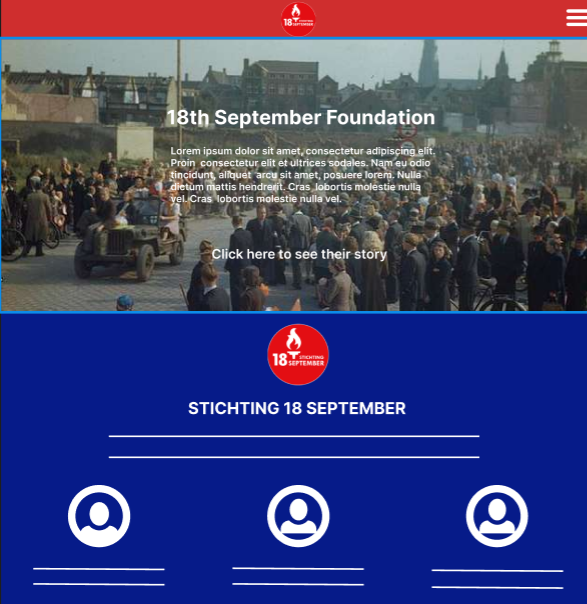 18 STICHTING
SEPTEMBER
18th September Foundation
Lorem ipsum dolor sit amet, consectetur adipiscing elit.
Proin consectetur elit et ultrices sodales. Nam eu odio
tincidunt, aliquet arcu sit amet, posuere lorem. Nulla
dictum mattis hendrerit. Cras lobortis molestie nulla
vel. Cras lobortis molestie nulla vel.
Click here to see their story
18 STICHTING
SEPTEMBER
STICHTING 18 SEPTEMBER